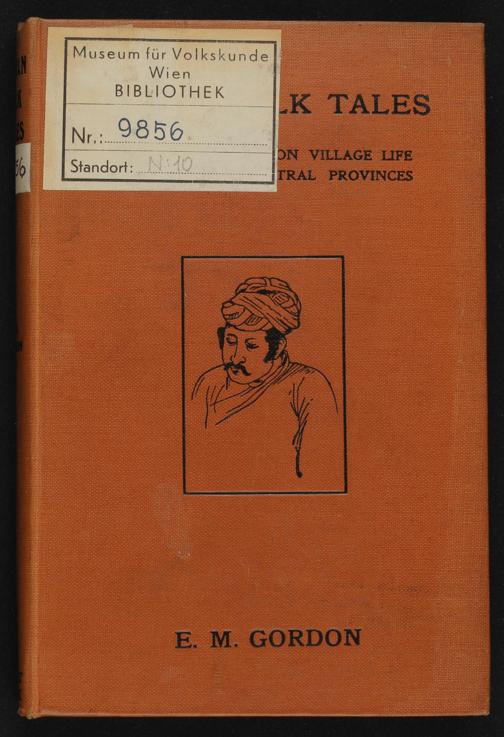 Museum für Volkskunde
Wien
BIBLIOTHEK
Nr.: 9856
Standort: N:10
LK TALES
ON VILLAGE LIFE
TRAL PROVINCES
E. M. GORDON